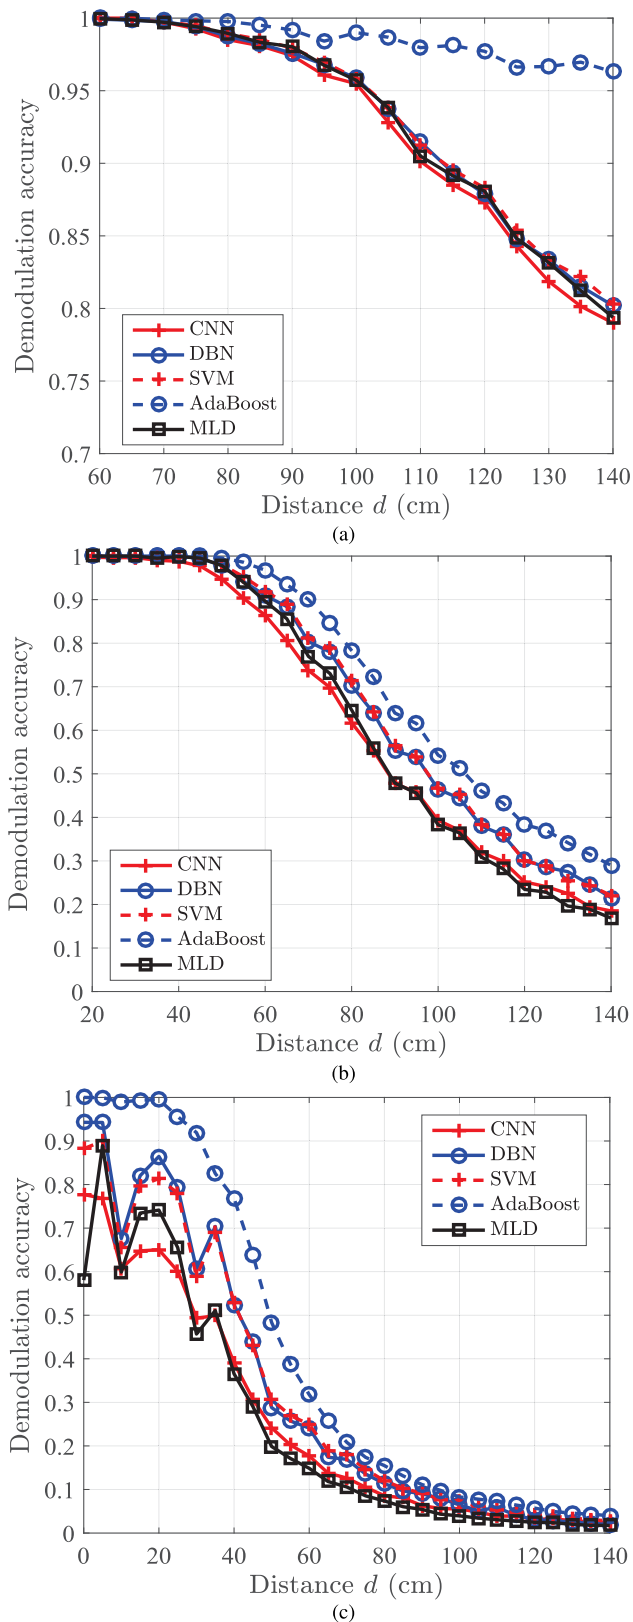 1
0.95
0.9
0.85
0.8
0.75
0.7
Demodulation accuracy
CNN
DBN
SVM
AdaBoost
MLD
60 70 80 90 100 110 120 130 140
Distance d (cm)
(a)
1
0.9
0.8
0.7
0.6
0.5
0.4
0.3
0.2
0.1
0
Demodulation accuracy
CNN
DBN
SVM
AdaBoost
MLD
20 40 60 80 100 120 140
Distance d (cm)
(b)
1
0.9
0.8
0.7
0.6
0.5
0.4
0.3
0.2
0.1
0
Demodulation accuracy
CNN
DBN
SVM
AdaBoost
MLD
0 20 40 60 80 100 120 140
Distance d (cm)
(c)